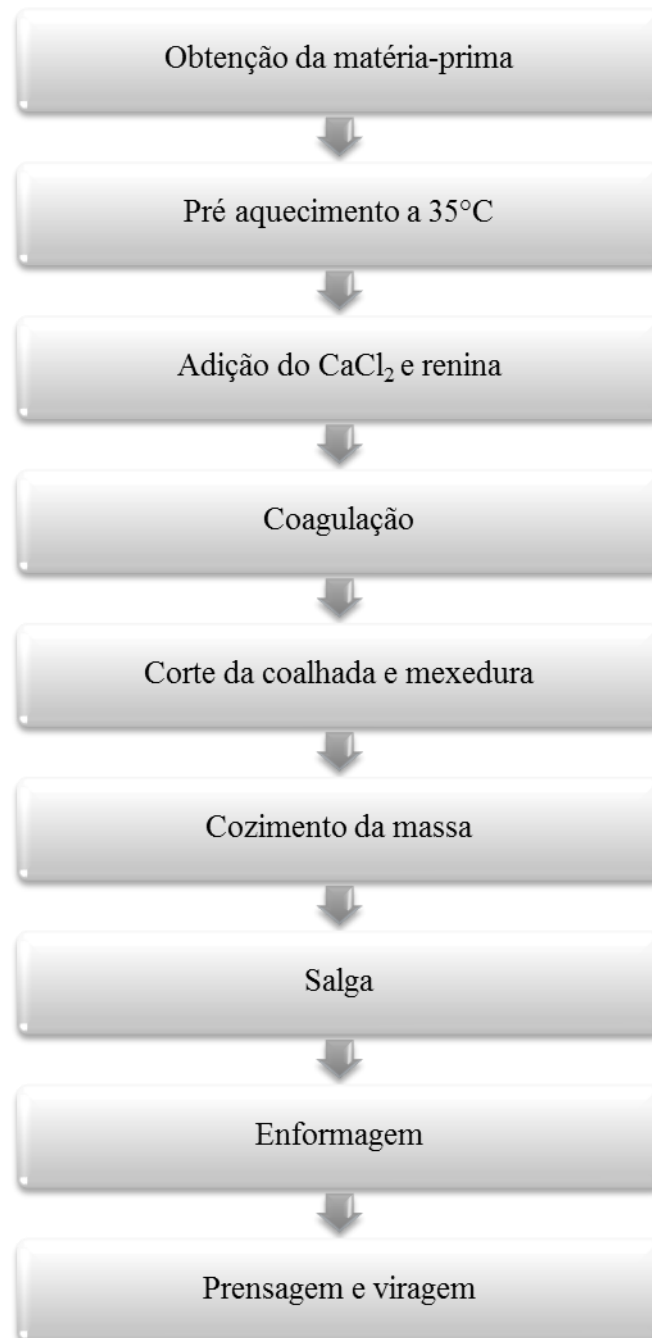 Obtenção da matéria-prima
Pré aquecimento a 35°C
Adição do CaCl₂ e renina
Coagulação
Corte da coalhada e mexedura
Cozimento da massa
Salga
Enformagem
Prensagem e viragem